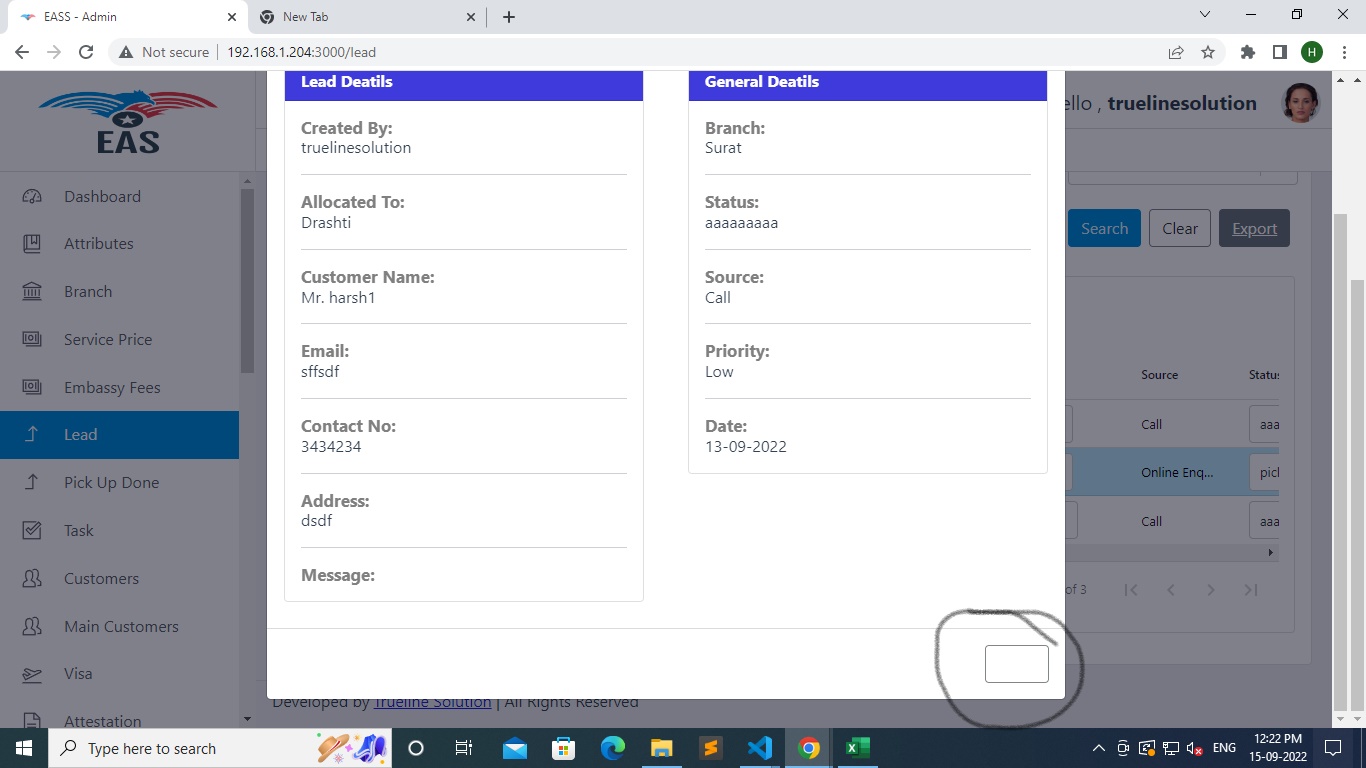 EASS - Admin
New Tab
Not secure
192.168.1.204:3000/lead
H
EAS
Dashboard
Attributes
Branch
Service Price
Embassy Fees
Lead
Pick Up Done
Task
Customers
Main Customers
Visa
Attestation
Lead Deatils
Created By:
truelinesolution
Allocated To:
Drashti
Customer Name:
Mr. harsh1
Email:
sffsdf
Contact No:
3434234
Address:
dsdf
Message:
General Deatils
Branch:
Surat
Status:
aaaaaaaaa
Source:
Call
Priority:
Low
Date:
13-09-2022
ello , truelinesolution
Search
Clear
Export
Source Status
Call aaa
Online Enq... pick
Call aaa
of 3
Developed by Trueline Solution | All Rights Reserved
Type here to search
ENG
12:22 PM
15-09-2022